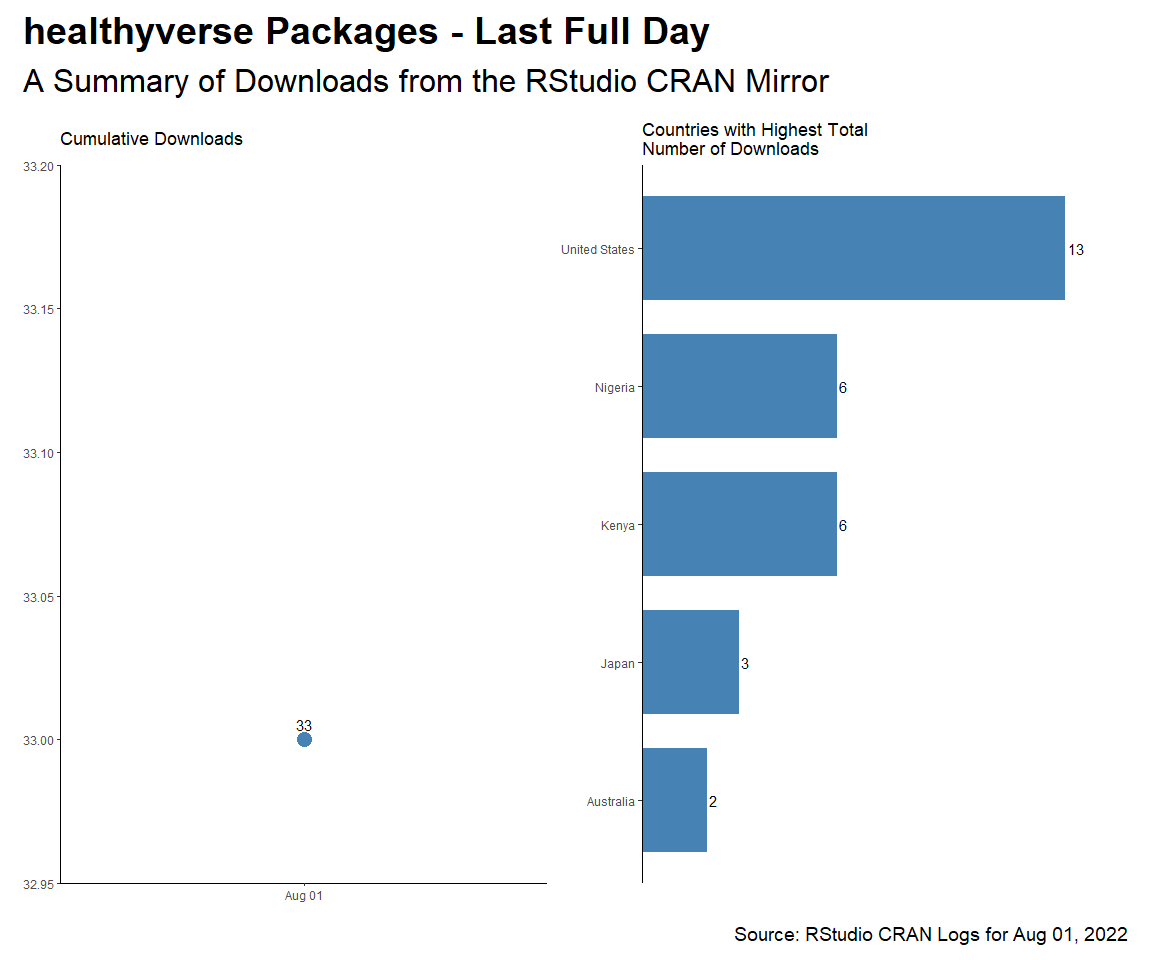 healthyverse Packages - Last Full Day
A Summary of Downloads from the RStudio CRAN Mirror
Cumulative Downloads
33.20
33.15
33.10
33.05
33.00
32.95
33
Aug 01
Countries with Highest Total
Number of Downloads
United States
13
Nigeria
6
Kenya
6
Japan
3
Australia
2
Source: RStudio CRAN Logs for Aug 01, 2022